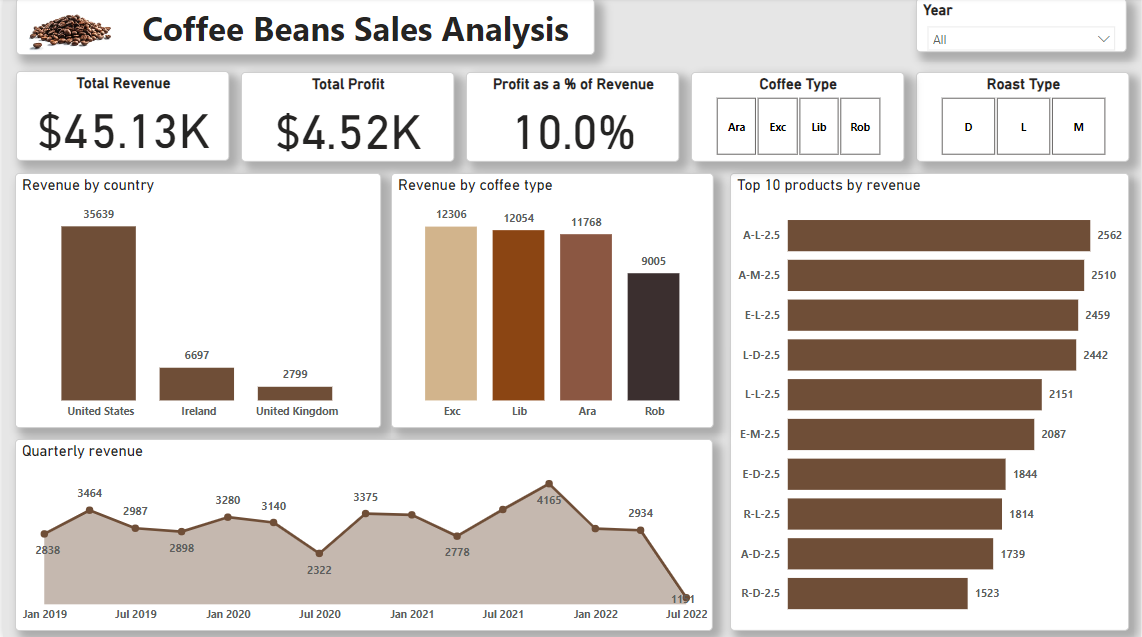 Coffee Beans Sales Analysis
Year
All
Total Revenue
$45.13K
Total Profit
$4.52K
Profit as a % of Revenue
10.0%
Coffee Type
Ara Exc Lib Rob
Roast Type
D L M
Revenue by country
35639
6697
2799
United States Ireland United Kingdom
Revenue by coffee type
12306 12054 11768 9005
Exc Lib Ara Rob
Top 10 products by revenue
A-L-2.5 2562
A-M-2.5 2510
E-L-2.5 2459
L-D-2.5 2442
L-L-2.5 2151
E-M-2.5 2087
E-D-2.5 1844
R-L-2.5 1814
A-D-2.5 1739
R-D-2.5 1523
Quarterly revenue
2838 3464 2987 2898 3280 3140 2322 3375 2778 4165 2934 1191
Jan 2019 Jul 2019 Jan 2020 Jul 2020 Jan 2021 Jul 2021 Jan 2022 Jul 2022